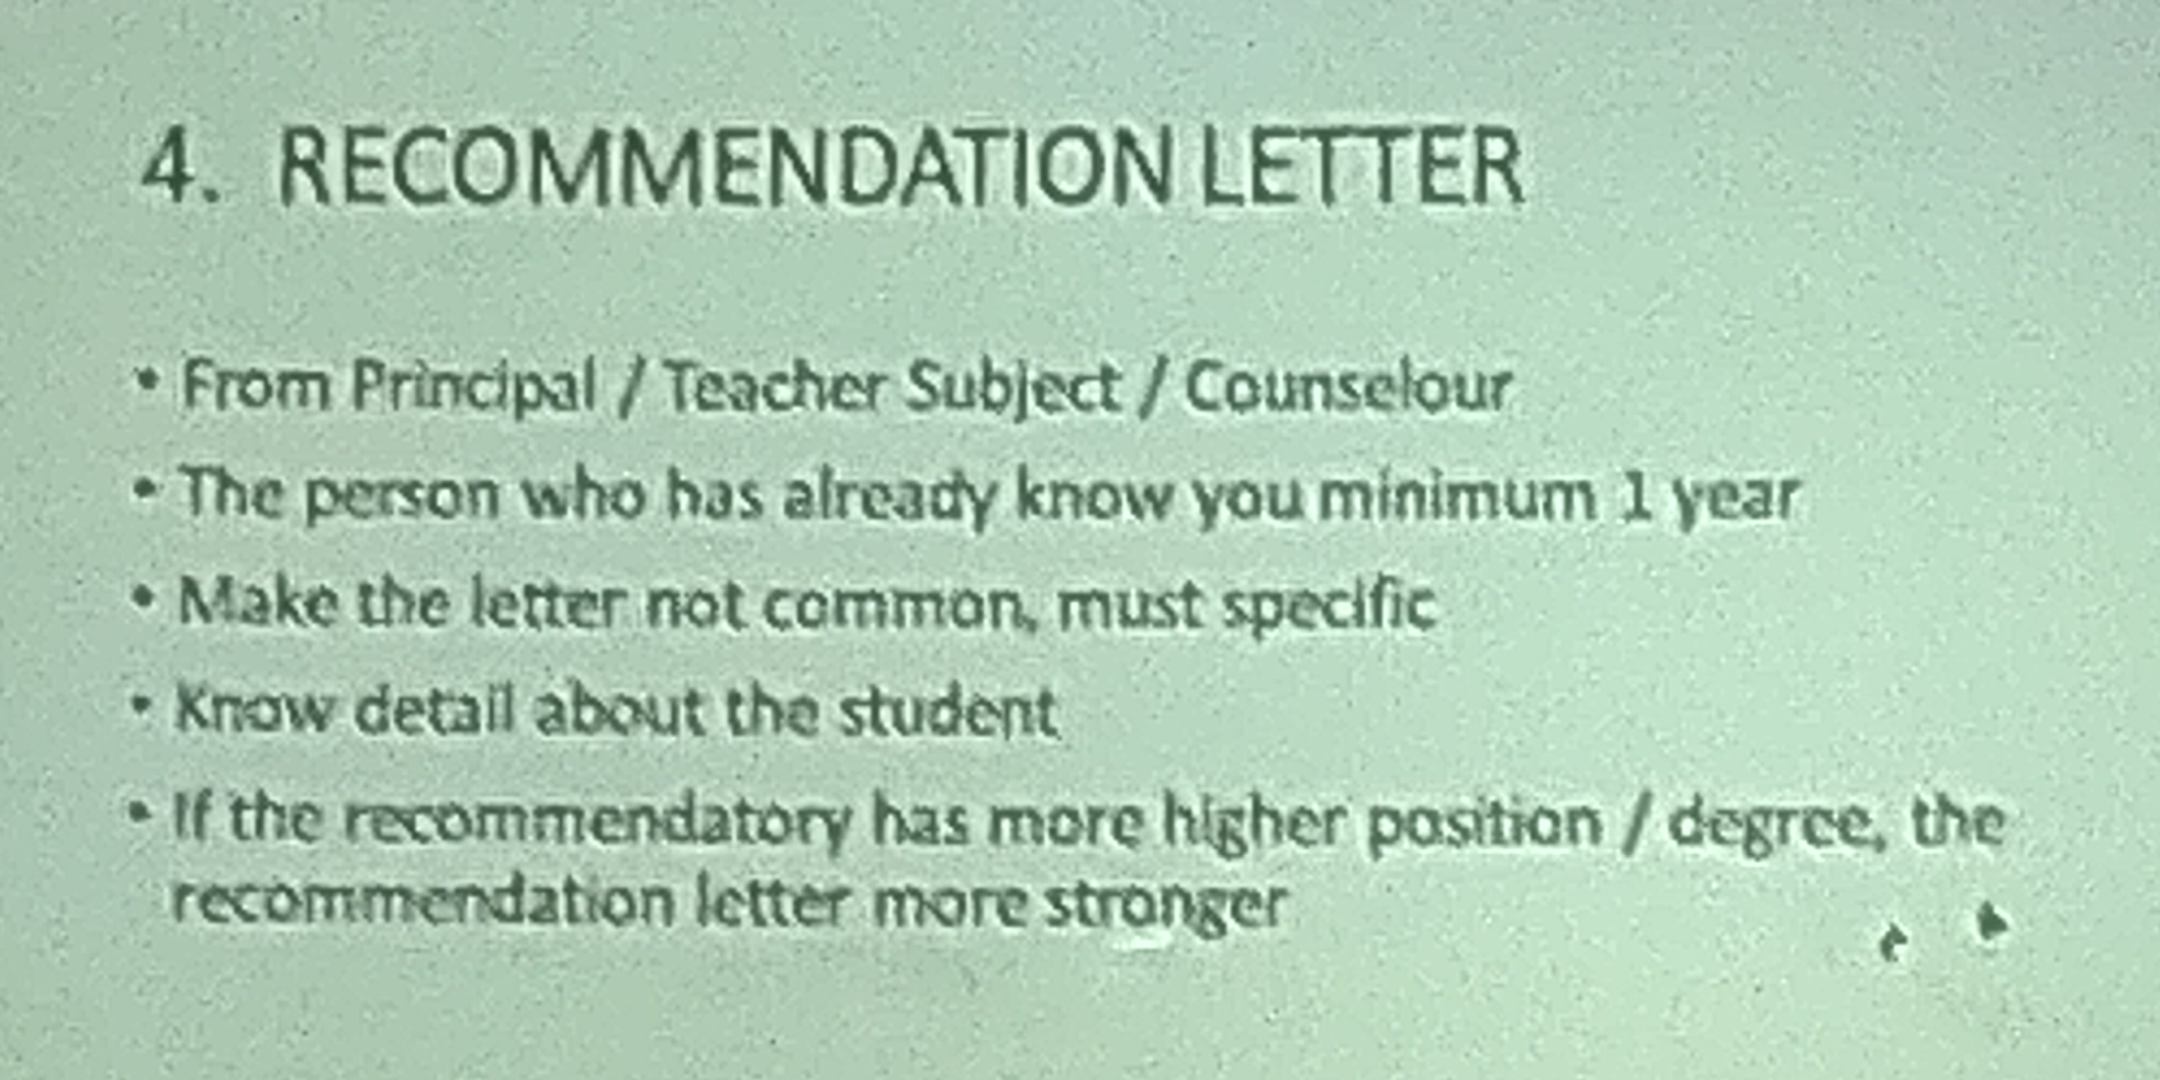 4. RECOMMENDATION LETTER
• From Principal / Teacher Subject / Counselour
• The person who has already know you minimum 1 year
• Make the letter not common, must specific
• Know detail about the student
• If the recommendatory has more higher position / degree, the
recommendation letter more stronger